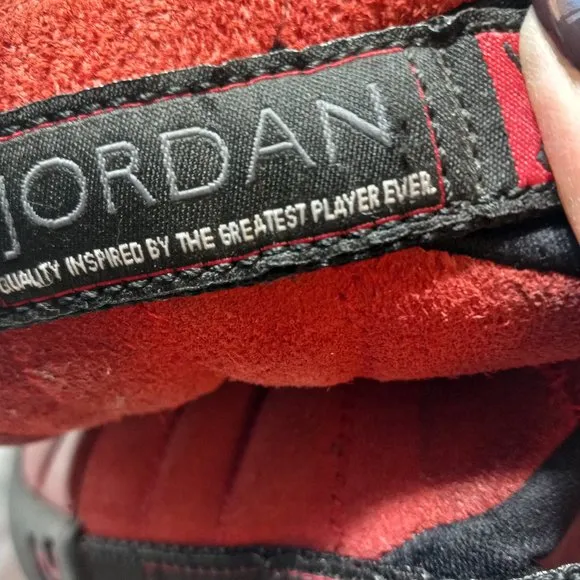 JORDAN
QUALITY INSPIRED BY THE GREATEST PLAYER EVER.